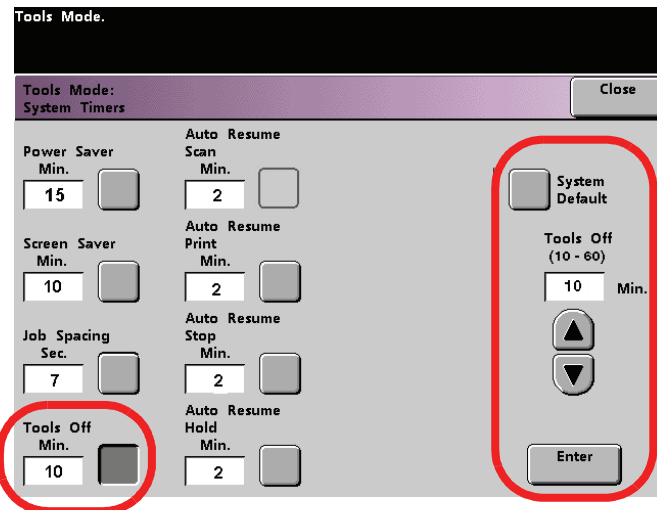 Tools Mode.
Tools Mode:
System Timers
Close
Power Saver
Min.
15
Screen Saver
Min.
10
Job Spacing
Sec.
7
Tools Off
Min.
10
Auto Resume
Scan
Min.
2
Auto Resume
Print
Min.
2
Auto Resume
Stop
Min.
2
Auto Resume
Hold
Min.
2
System
Default
Tools Off
(10 - 60)
10 Min.
Enter